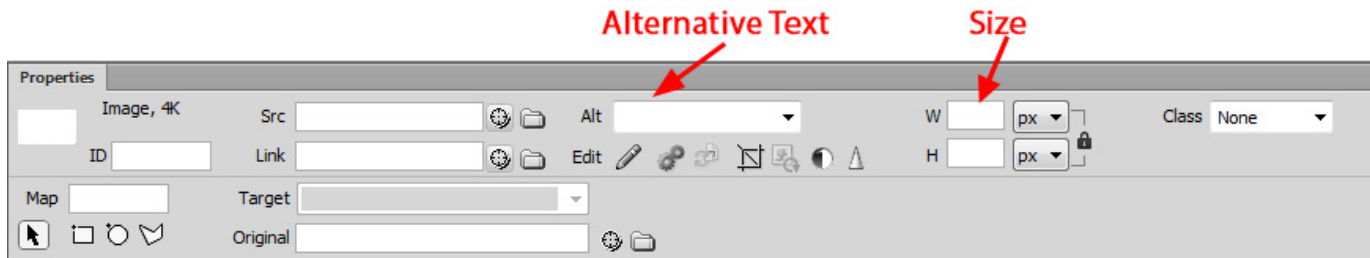 Alternative Text Size
Properties
Image, 4K Src Alt W px Class None
ID Link Edit H px
Map Target
Original